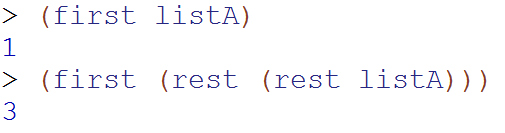 > (first listA)
1
> (first (rest (rest listA)))
3